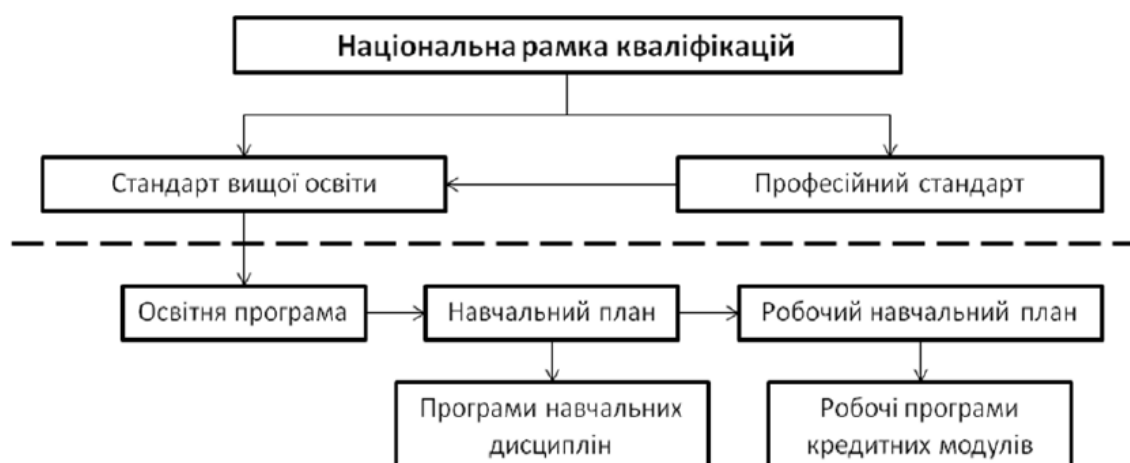 Національна рамка кваліфікацій
Стандарт вищої освіти
Професійний стандарт
Освітня програма
Навчальний план
Робочий навчальний план
Програми навчальних
дисциплін
Робочі програми
кредитних модулів